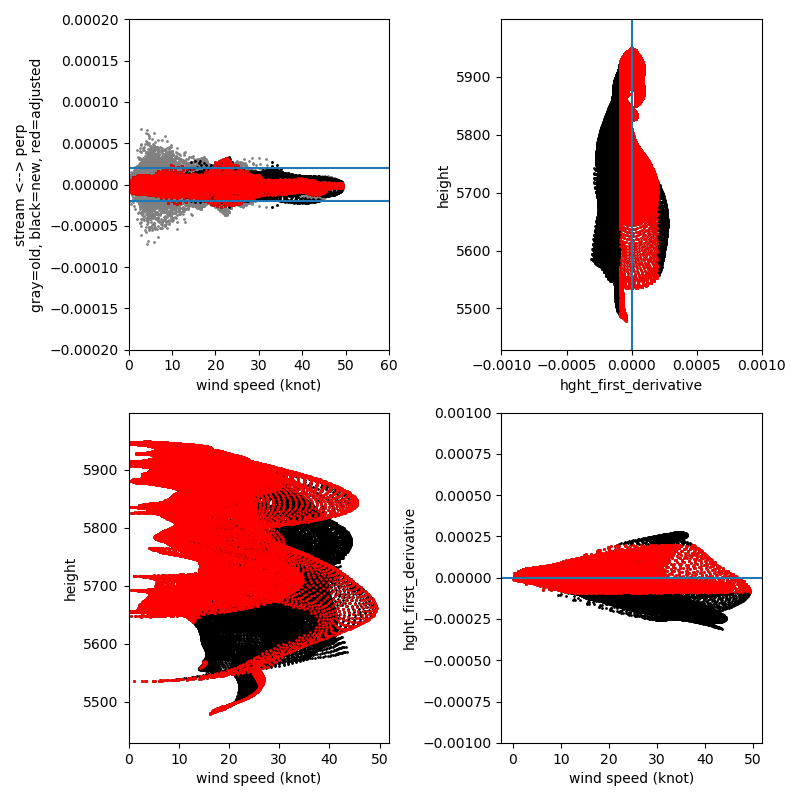 0.00020
0.00015
0.00010
0.00005
0.00000
−0.00005
−0.00010
−0.00015
−0.00020
stream <--> perp
gray=old, black=new, red=adjusted
0 10 20 30 40 50 60
wind speed (knot)
5900
5800
5700
5600
5500
height
−0.0010 −0.0005 0.0000 0.0005 0.0010
hght_first_derivative
5900
5800
5700
5600
5500
height
0 10 20 30 40 50
wind speed (knot)
0.00100
0.00075
0.00050
0.00025
0.00000
−0.00025
−0.00050
−0.00075
−0.00100
hght_first_derivative
0 10 20 30 40 50
wind speed (knot)